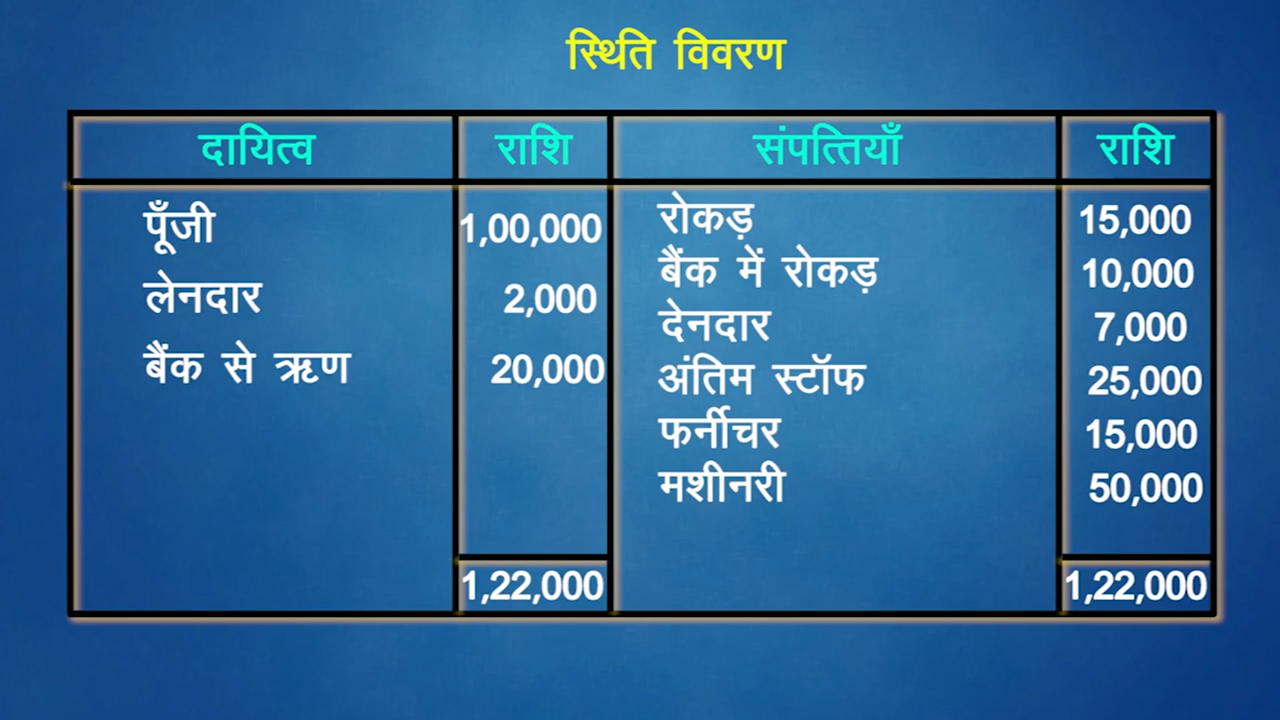 स्थिति विवरण
दायित्व राशि संपत्तियाँ राशि
पूँजी 1,00,000 रोकड़ 15,000
बैंक में रोकड़ 10,000
लेनदार 2,000 देनदार 7,000
बैंक से ऋण 20,000 अंतिम स्टॉफ 25,000
फर्नीचर 15,000
मशीनरी 50,000
1,22,000 1,22,000